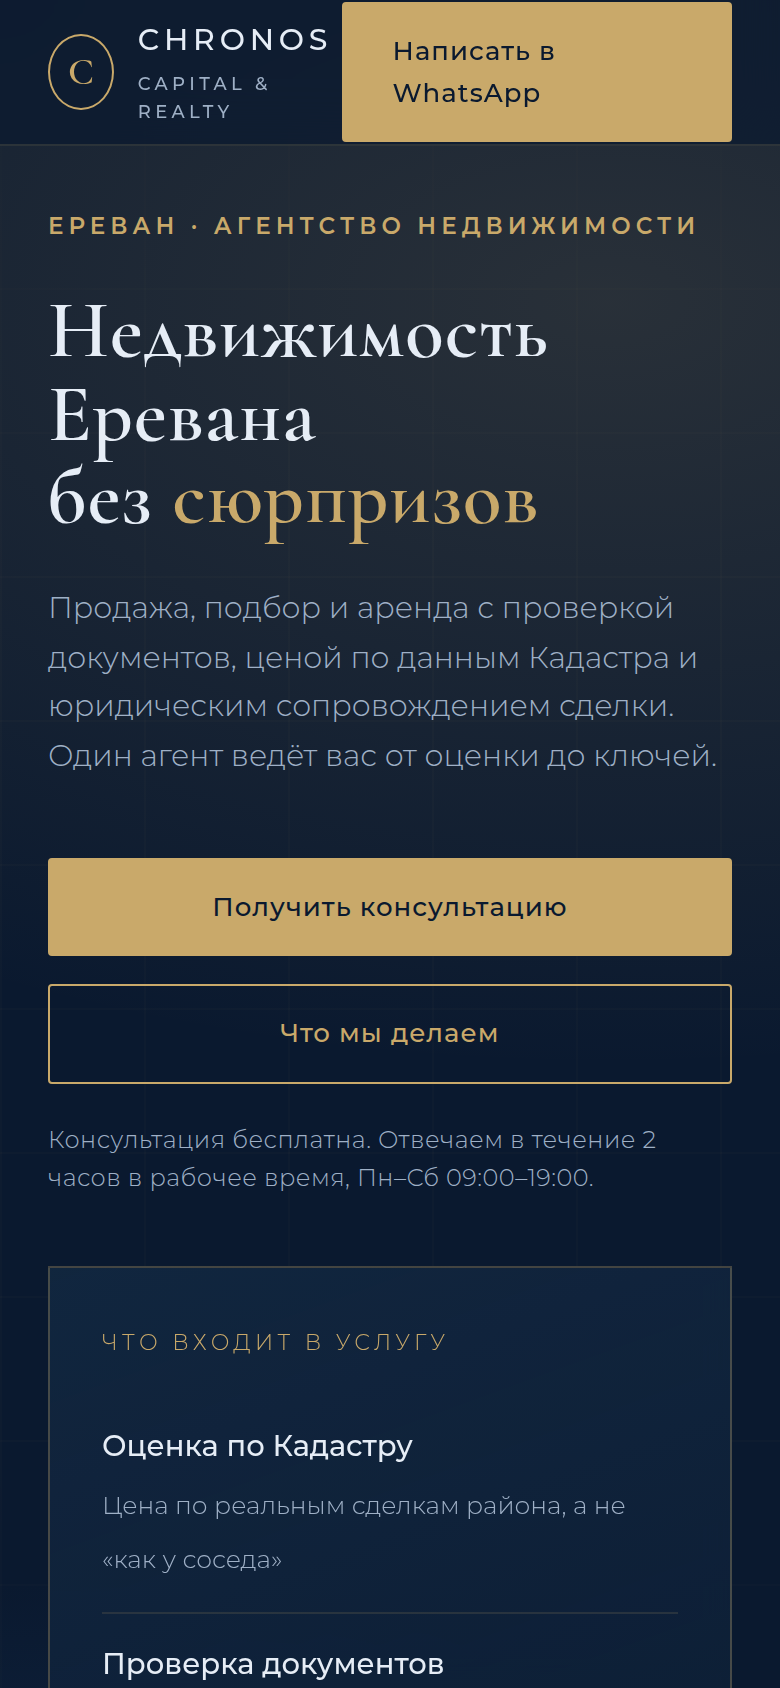 C
CHRONOS
CAPITAL &
REALTY
Написать в
WhatsApp
ЕРЕВАН · АГЕНТСТВО НЕДВИЖИМОСТИ
Недвижимость
Еревана
без сюрпризов
Продажа, подбор и аренда с проверкой
документов, ценой по данным Кадастра и
юридическим сопровождением сделки.
Один агент ведёт вас от оценки до ключей.
Получить консультацию
Что мы делаем
Консультация бесплатна. Отвечаем в течение 2
часов в рабочее время, Пн–Сб 09:00–19:00.
ЧТО ВХОДИТ В УСЛУГУ
Оценка по Кадастру
Цена по реальным сделкам района, а не
«как у соседа»
Проверка документов